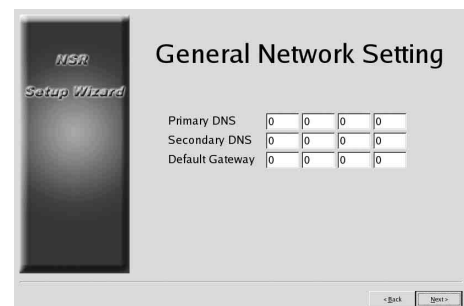 NSR
Setup Wizard
General Network Setting
Primary DNS 0 0 0 0
Secondary DNS 0 0 0 0
Default Gateway 0 0 0 0
<Back Next>